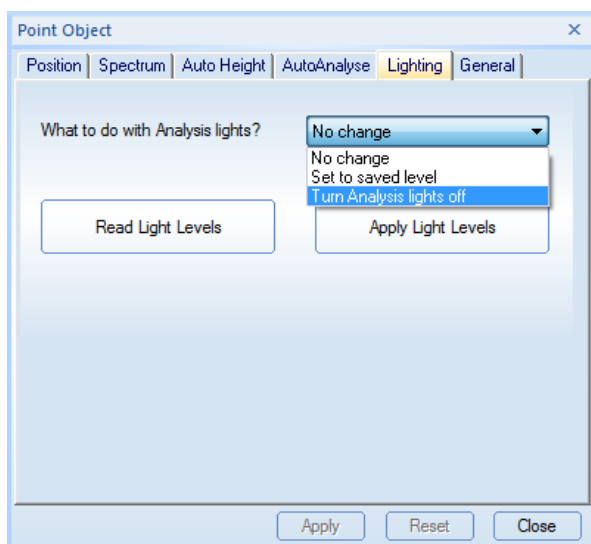 Point Object
Position Spectrum Auto Height AutoAnalyse Lighting General
What to do with Analysis lights? No change
No change
Set to saved level
Turn Analysis lights off
Read Light Levels Apply Light Levels
Apply Reset Close